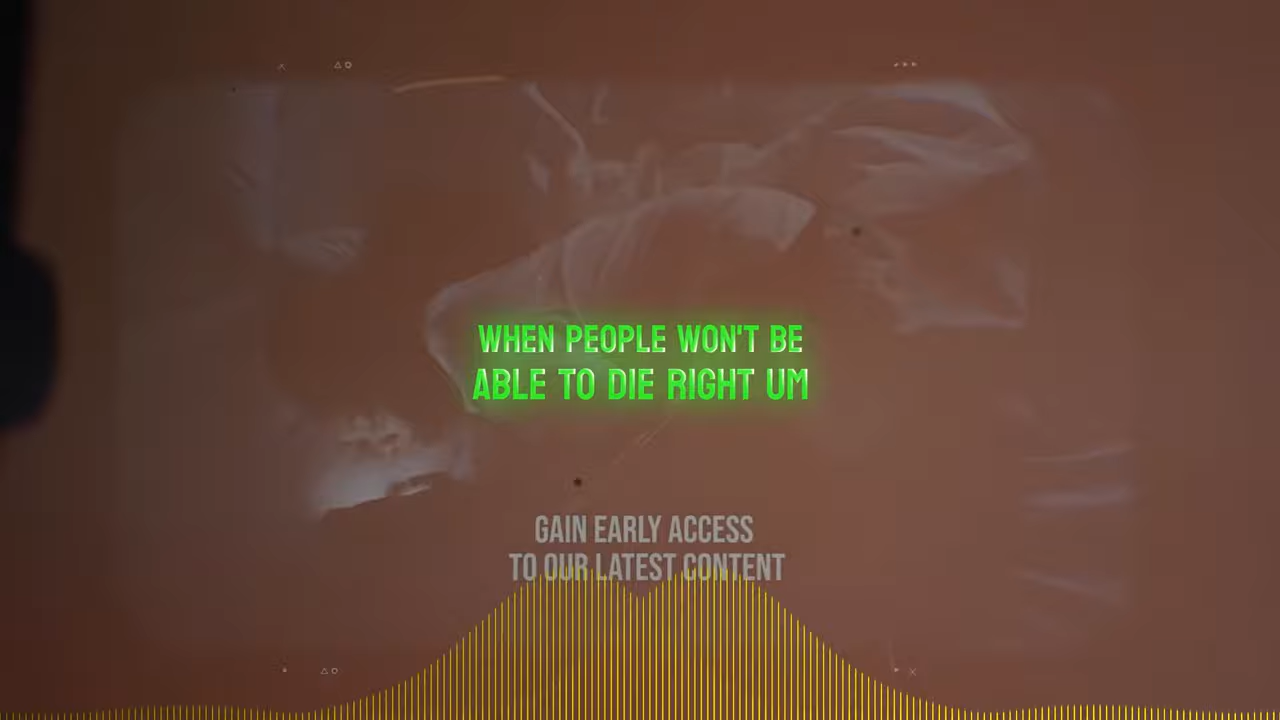 WHEN PEOPLE WON'T BE
ABLE TO DIE RIGHT UM
GAIN EARLY ACCESS
TO OUR LATEST CONTENT